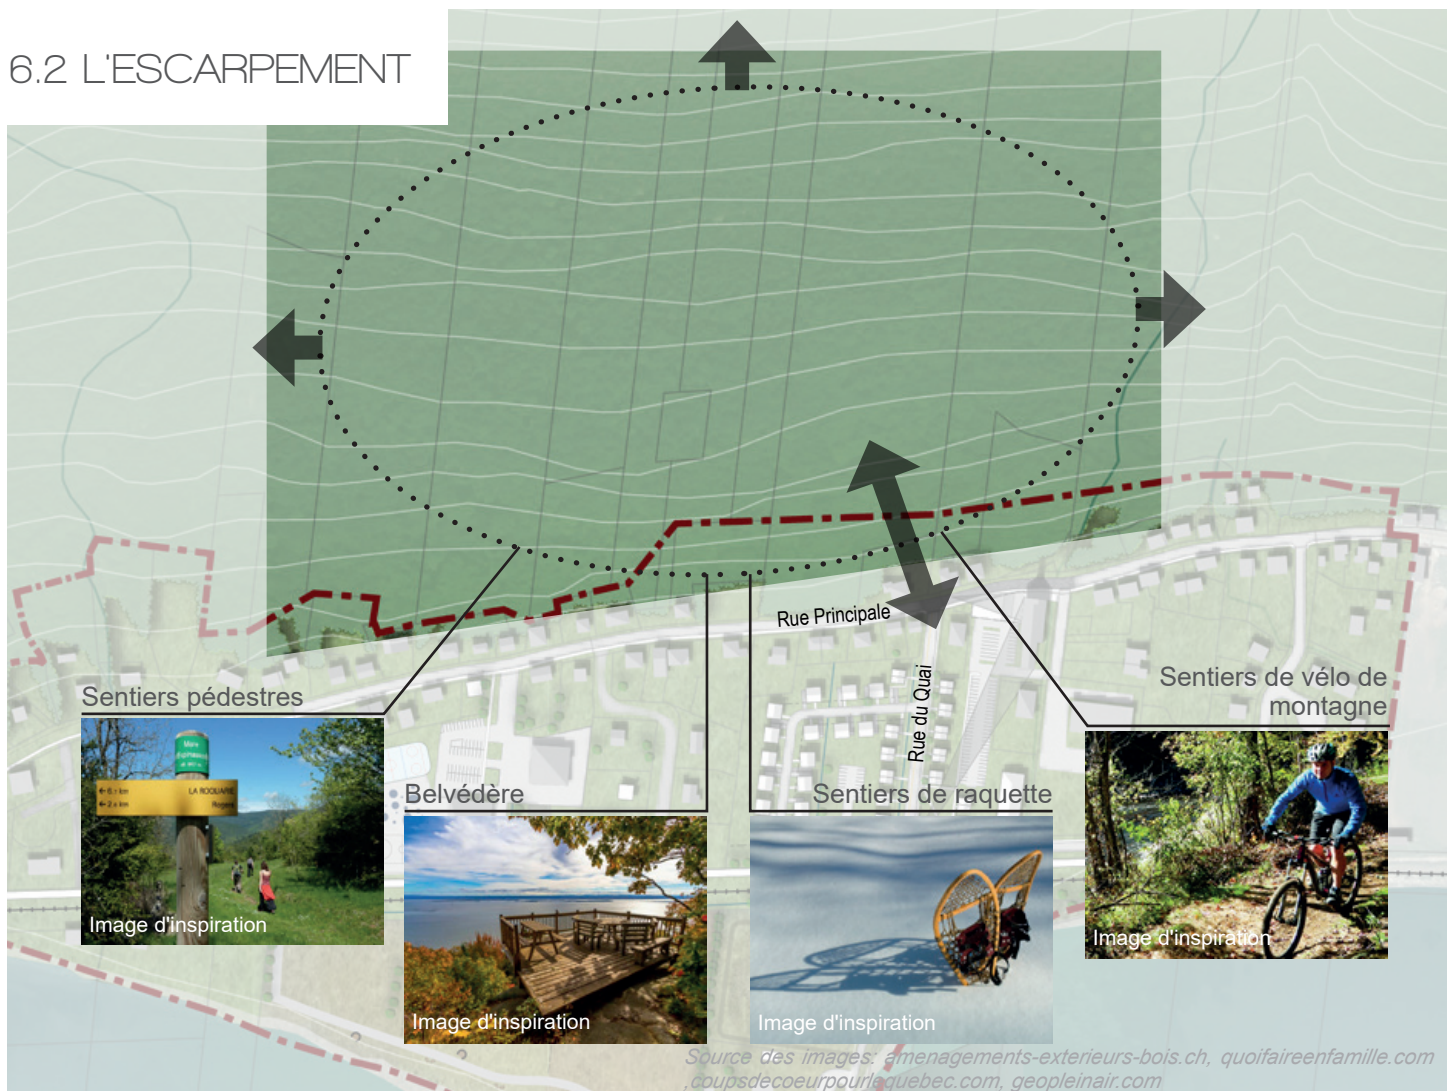 6.2 L'ESCARPEMENT
Rue Principale
Rue du Quai
Sentiers pédestres
LA ROQUARIE
Image d'inspiration
Belvédère
Image d'inspiration
Sentiers de raquette
Image d'inspiration
Sentiers de vélo de
montagne
Image d'inspiration
Source des images: amenagements-exterieurs-bois.ch, quoifaireenfamille.com
,coupsdecoeurpourlequebec.com, geopleinair.com